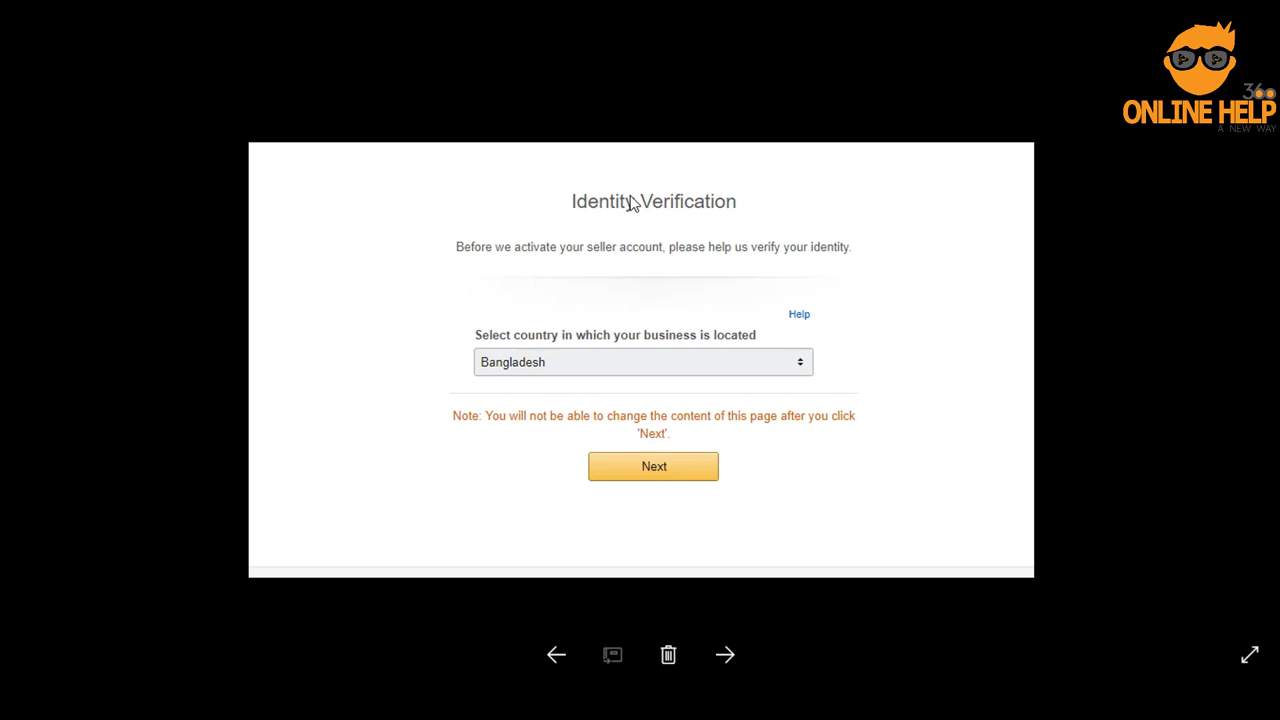 360
ONLINE HELP
A NEW WAY
Identity Verification
Before we activate your seller account, please help us verify your identity.
Help
Select country in which your business is located
Bangladesh
Note: You will not be able to change the content of this page after you click
'Next'.
Next